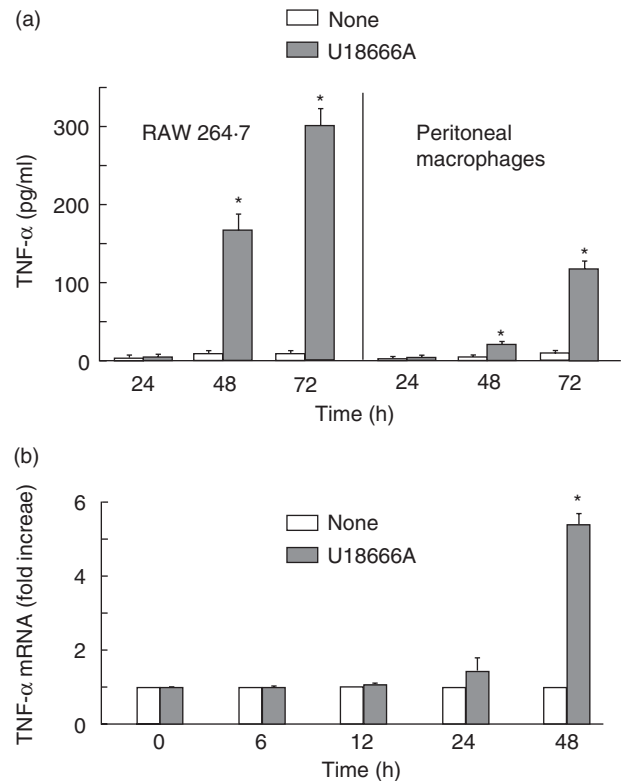 (a)
None
U18666A
TNF-α (pg/ml)
300
200
100
0
RAW 264·7
Peritoneal
macrophages
*
*
*
*
24 48 72 24 48 72
Time (h)
(b)
None
U18666A
TNF-α mRNA (fold increae)
6
4
2
0
*
0 6 12 24 48
Time (h)